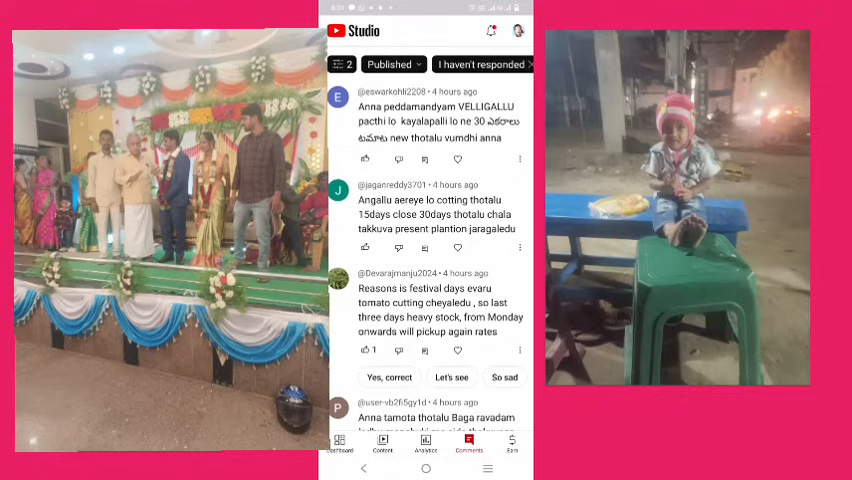 8:31
Studio
2
Published
I haven't responded
E
@eswarkohli2208 • 4 hours ago
Anna peddamandyam VELLIGALLU
pacthi lo kayalapalli lo ne 30 ఎకరాలు
టమాట new thotalu vumdhi anna
J
@jaganreddy3701 • 4 hours ago
Angallu aereye lo cotting thotalu
15days close 30days thotalu chala
takkuva present plantion jaragaledu
@Devarajmanju2024 • 4 hours ago
Reasons is festival days evaru
tomato cutting cheyaledu , so last
three days heavy stock, from Monday
onwards will pickup again rates
1
Yes, correct
Let's see
So sad
P
@user-vb2fi5gy1d • 4 hours ago
Anna tamota thotalu Baga ravadam
Dashboard
Content
Analytics
Comments
Earn